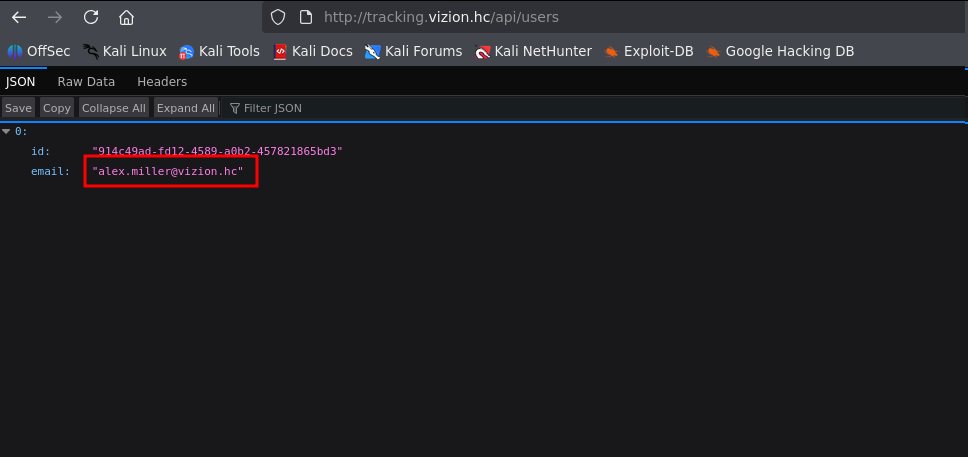 http://tracking.vizion.hc/api/users
OffSec Kali Linux Kali Tools Kali Docs Kali Forums Kali NetHunter Exploit-DB Google Hacking DB
JSON Raw Data Headers
Save Copy Collapse All Expand All Filter JSON
0:
id: "914c49ad-fd12-4589-a0b2-457821865bd3"
email: "alex.miller@vizion.hc"